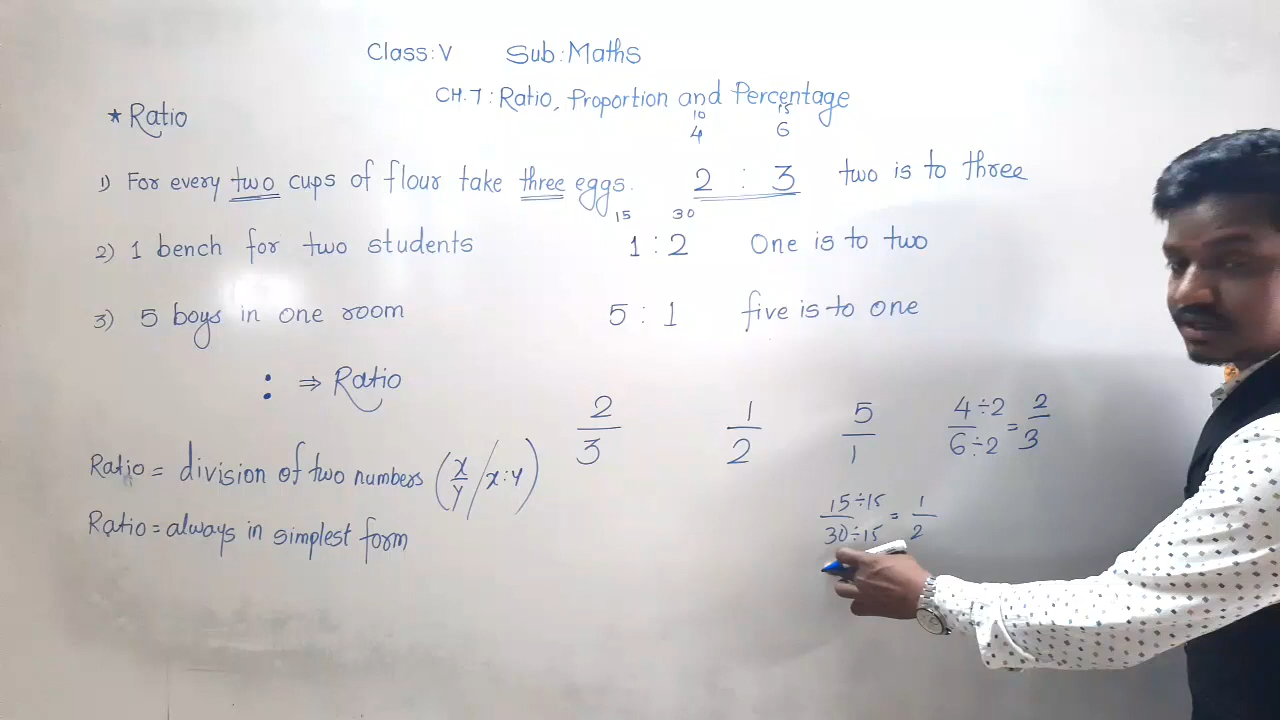 Class: V Sub: Maths
CH.7: Ratio, Proportion and Percentage
* Ratio
10 15
4 6
1) For every two cups of flour take three eggs. 2 : 3 two is to three
15 30
2) 1 bench for two students 1 : 2 One is to two
3) 5 boys in one room 5 : 1 five is to one
: ⇒ Ratio
2/3 1/2 5/1 4÷2/6÷2 = 2/3
Ratio = division of two numbers (x/y / x:y)
15÷15/30÷15 = 1/2
Ratio = always in simplest form